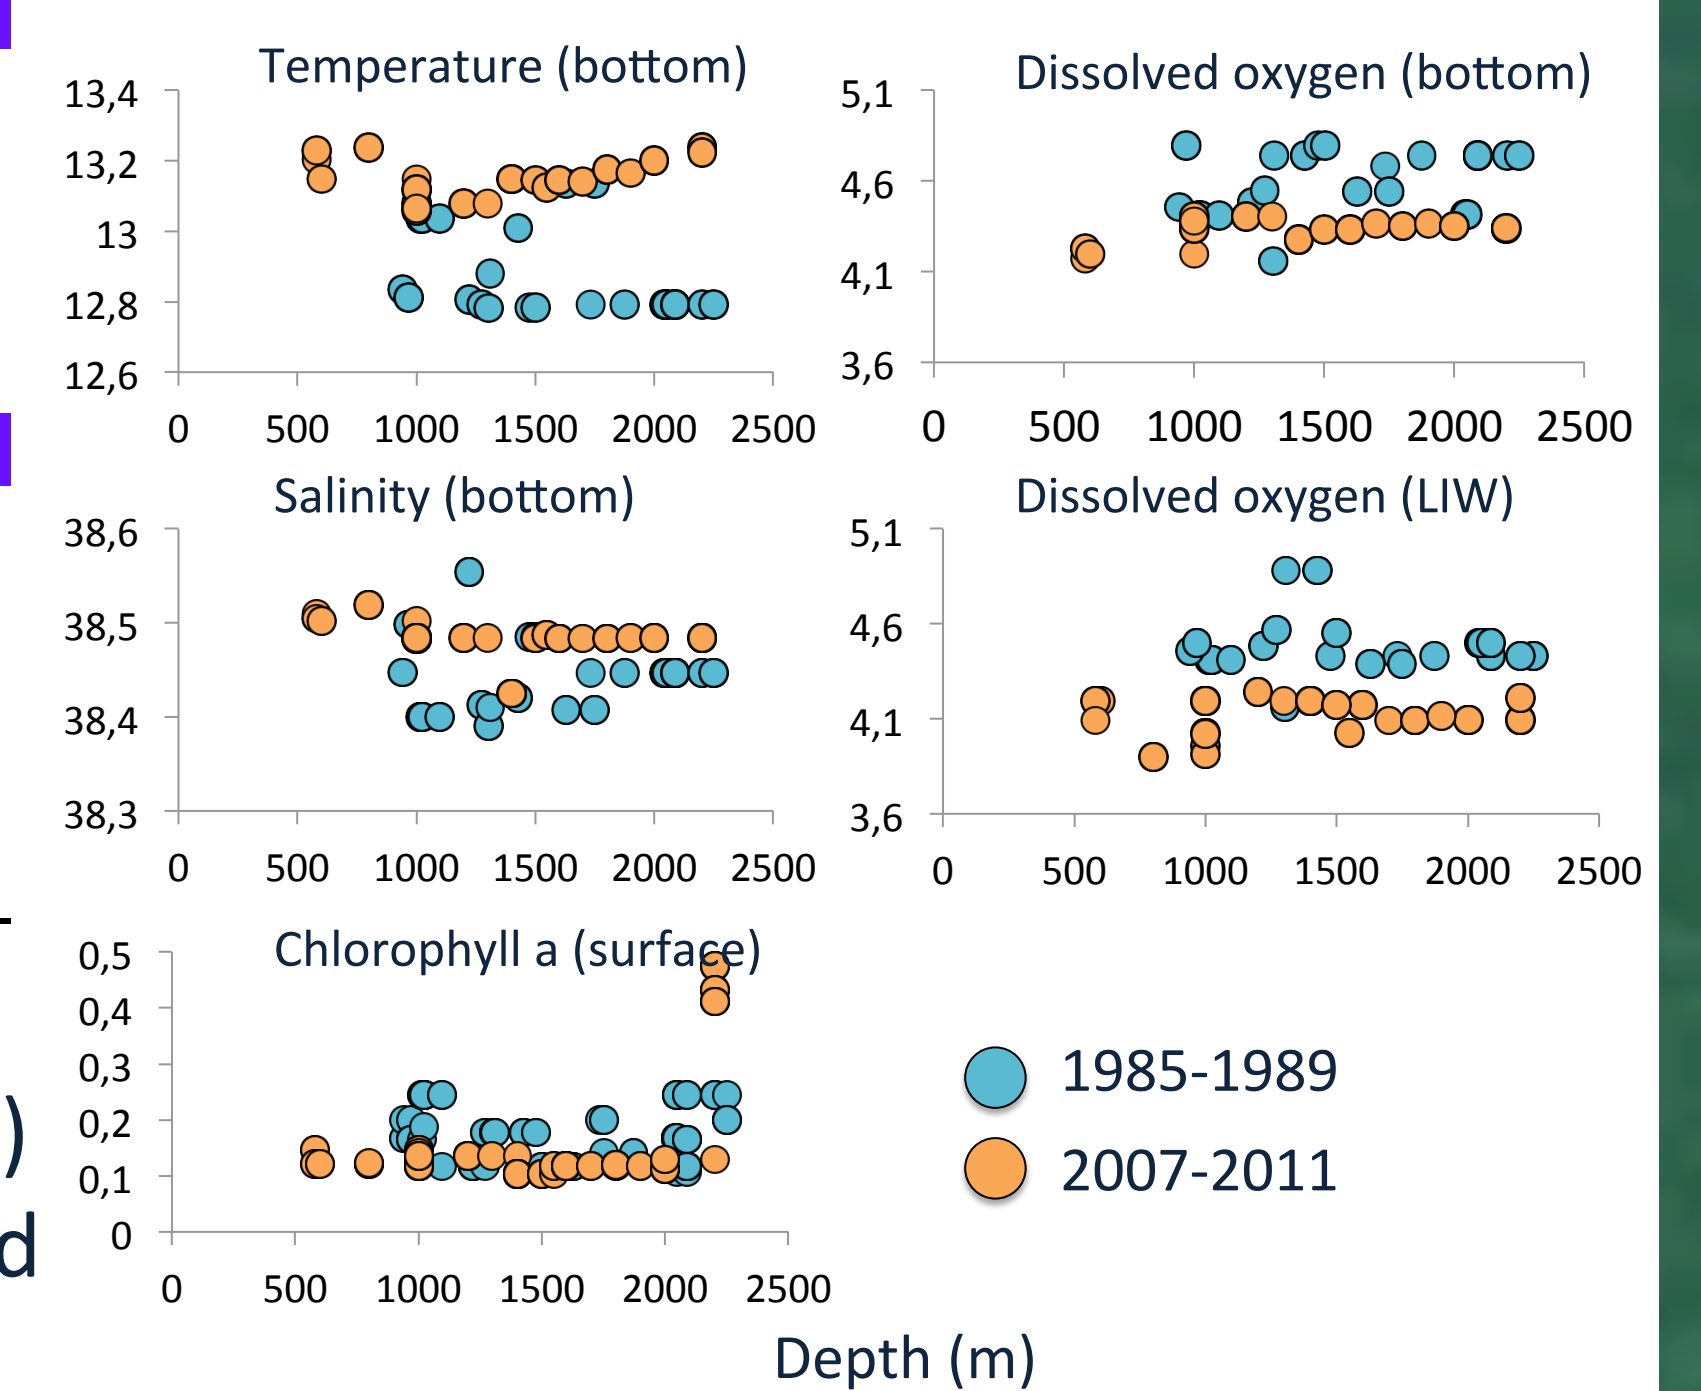 Temperature (bottom)
13,4
13,2
13
12,8
12,6
0 500 1000 1500 2000 2500
Dissolved oxygen (bottom)
5,1
4,6
4,1
3,6
0 500 1000 1500 2000 2500
Salinity (bottom)
38,6
38,5
38,4
38,3
0 500 1000 1500 2000 2500
Dissolved oxygen (LIW)
5,1
4,6
4,1
3,6
0 500 1000 1500 2000 2500
Chlorophyll a (surface)
0,5
0,4
0,3
0,2
0,1
0
0 500 1000 1500 2000 2500
1985-1989
2007-2011
Depth (m)
)
d